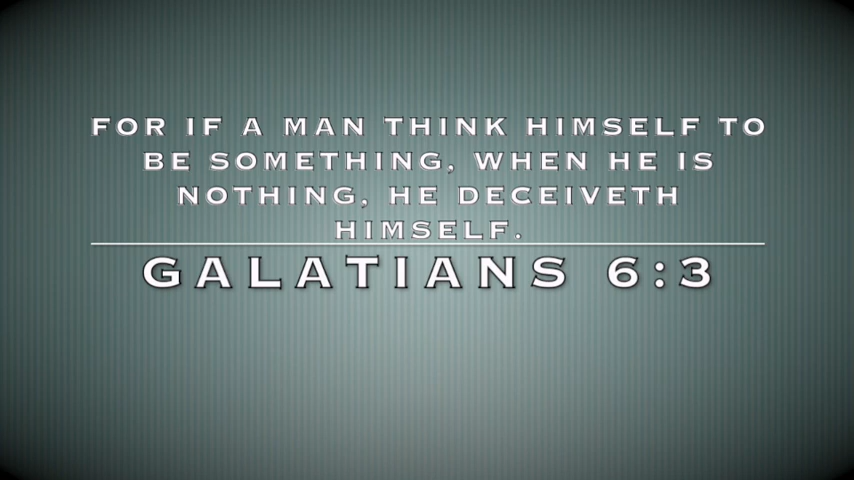 FOR IF A MAN THINK HIMSELF TO
BE SOMETHING, WHEN HE IS
NOTHING, HE DECEIVETH
HIMSELF.
GALATIANS 6:3